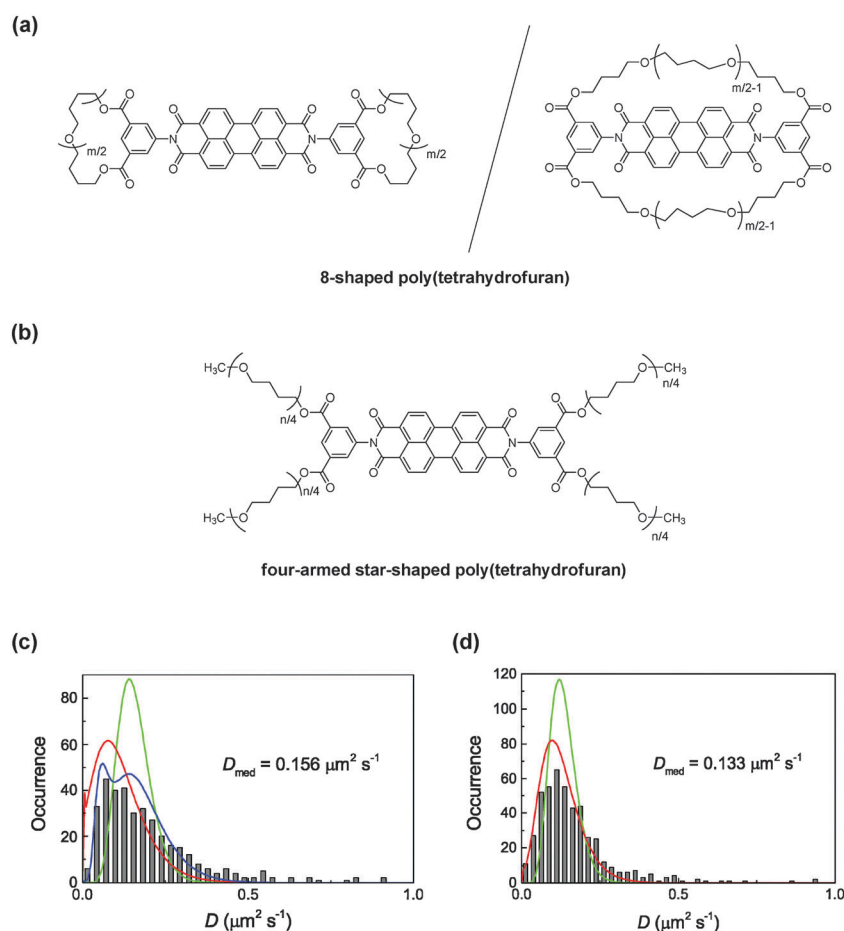 (a)
O O O O O O O O O O N N O O
m/2 m/2
O O O O O O O O O O O O N N O O
m/2-1
m/2-1
8-shaped poly(tetrahydrofuran)
(b)
H₃C O O CH₃
n/4 n/4
O O O O O O O O
N N
n/4
O O O O
H₃C O O CH₃
n/4
four-armed star-shaped poly(tetrahydrofuran)
(c)
80
60
40
20
0
Occurrence
D_med = 0.156 μm² s⁻¹
0.0 0.5 1.0
D (μm² s⁻¹)
(d)
120
100
80
60
40
20
0
Occurrence
D_med = 0.133 μm² s⁻¹
0.0 0.5 1.0
D (μm² s⁻¹)